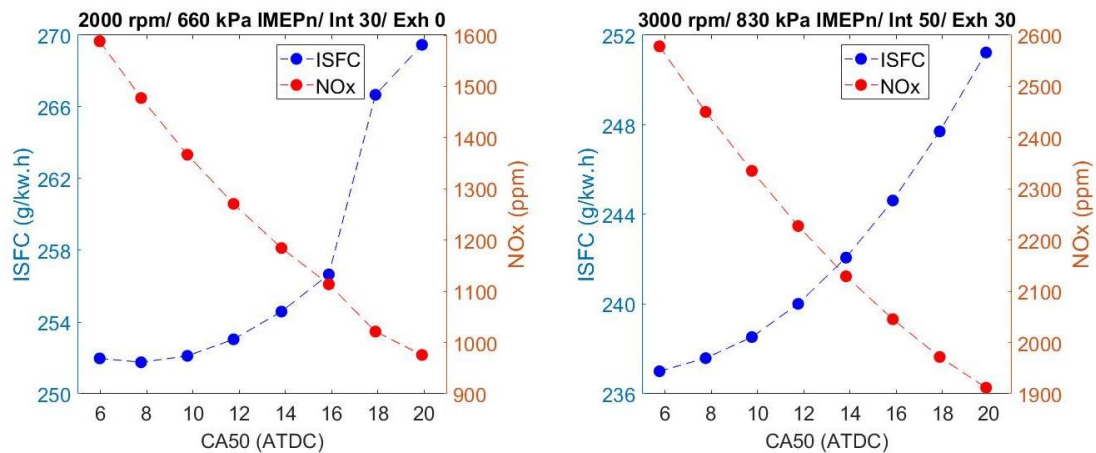 2000 rpm/ 660 kPa IMEPn/ Int 30/ Exh 0
270
266
262
258
254
250
ISFC (g/kw.h)
ISFC
NOx
1600
1500
1400
1300
1200
1100
1000
900
NOx (ppm)
6 8 10 12 14 16 18 20
CA50 (ATDC)
3000 rpm/ 830 kPa IMEPn/ Int 50/ Exh 30
252
248
244
240
236
ISFC (g/kw.h)
ISFC
NOx
2600
2500
2400
2300
2200
2100
2000
1900
NOx (ppm)
6 8 10 12 14 16 18 20
CA50 (ATDC)